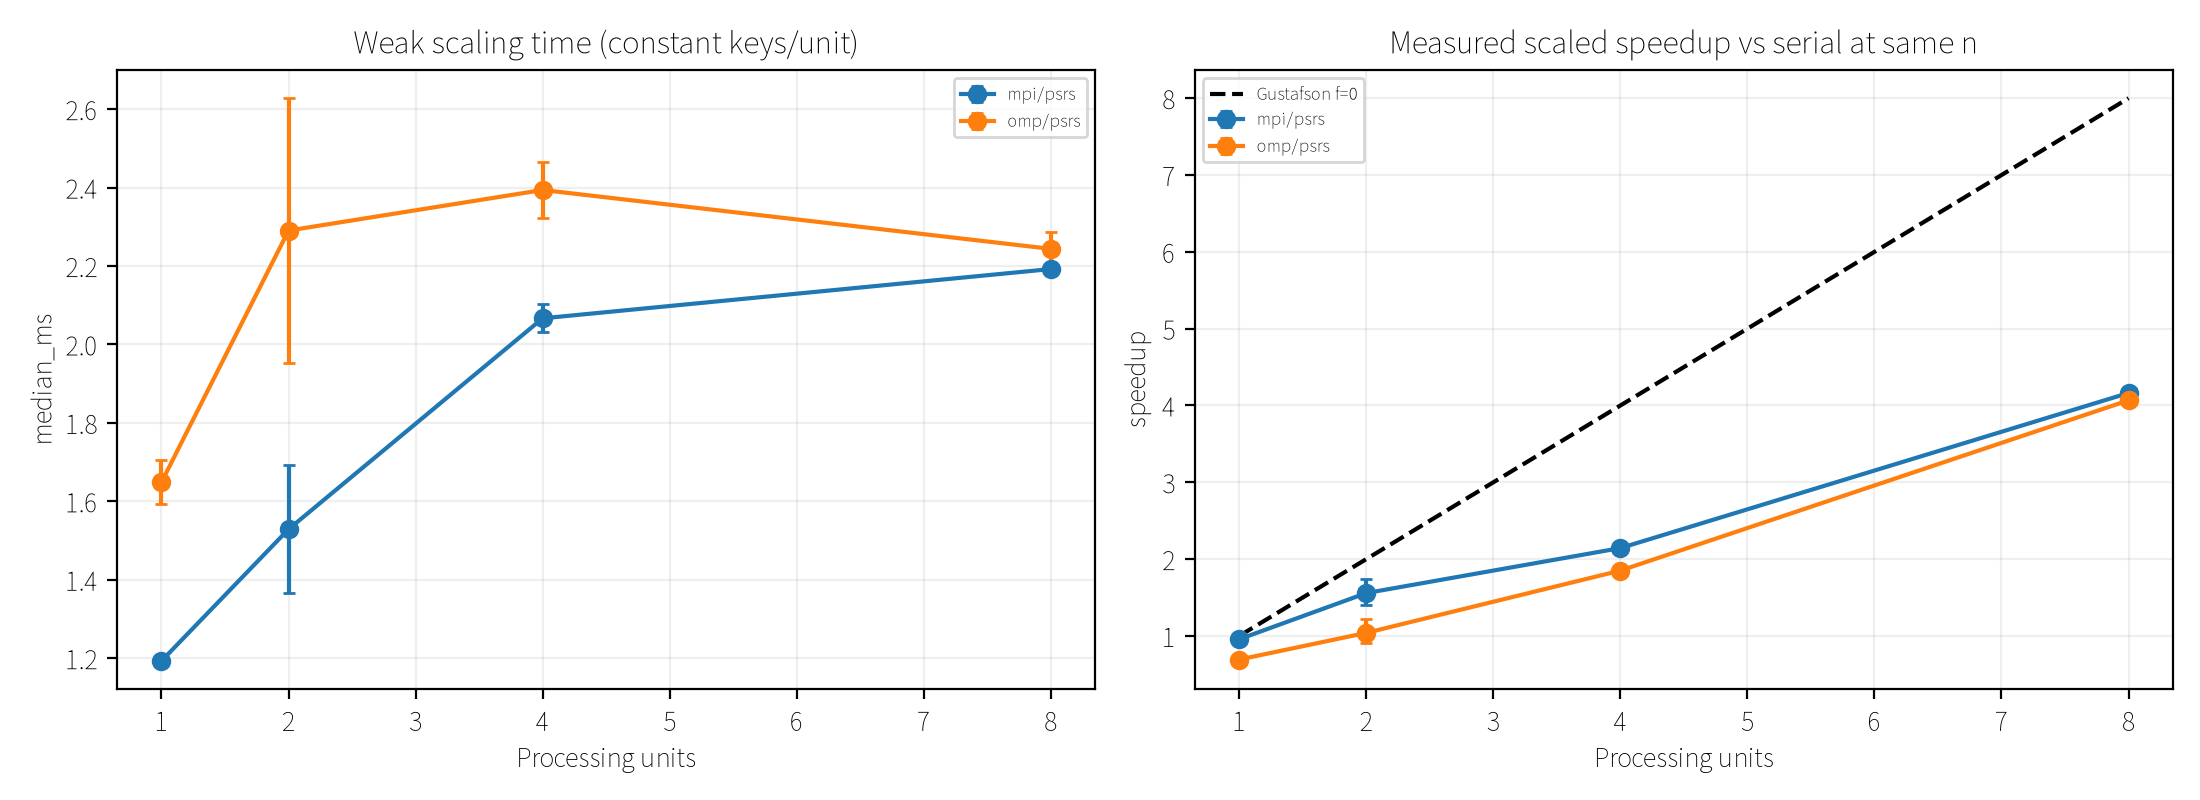 Weak scaling time (constant keys/unit)
median_ms
2.6
2.4
2.2
2.0
1.8
1.6
1.4
1.2
mpi/psrs
omp/psrs
1 2 3 4 5 6 7 8
Processing units
Measured scaled speedup vs serial at same n
speedup
8
7
6
5
4
3
2
1
Gustafson f=0
mpi/psrs
omp/psrs
1 2 3 4 5 6 7 8
Processing units